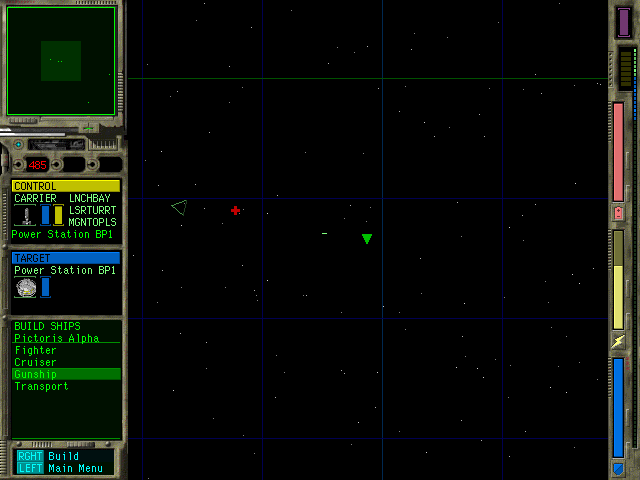 485
CONTROL
CARRIER LNCHBAY
LSRTURRT
MGNTOPLS
Power Station BP1
TARGET
Power Station BP1
BUILD SHIPS
Pictoris Alpha
Fighter
Cruiser
Gunship
Transport
RGHT Build
LEFT Main Menu